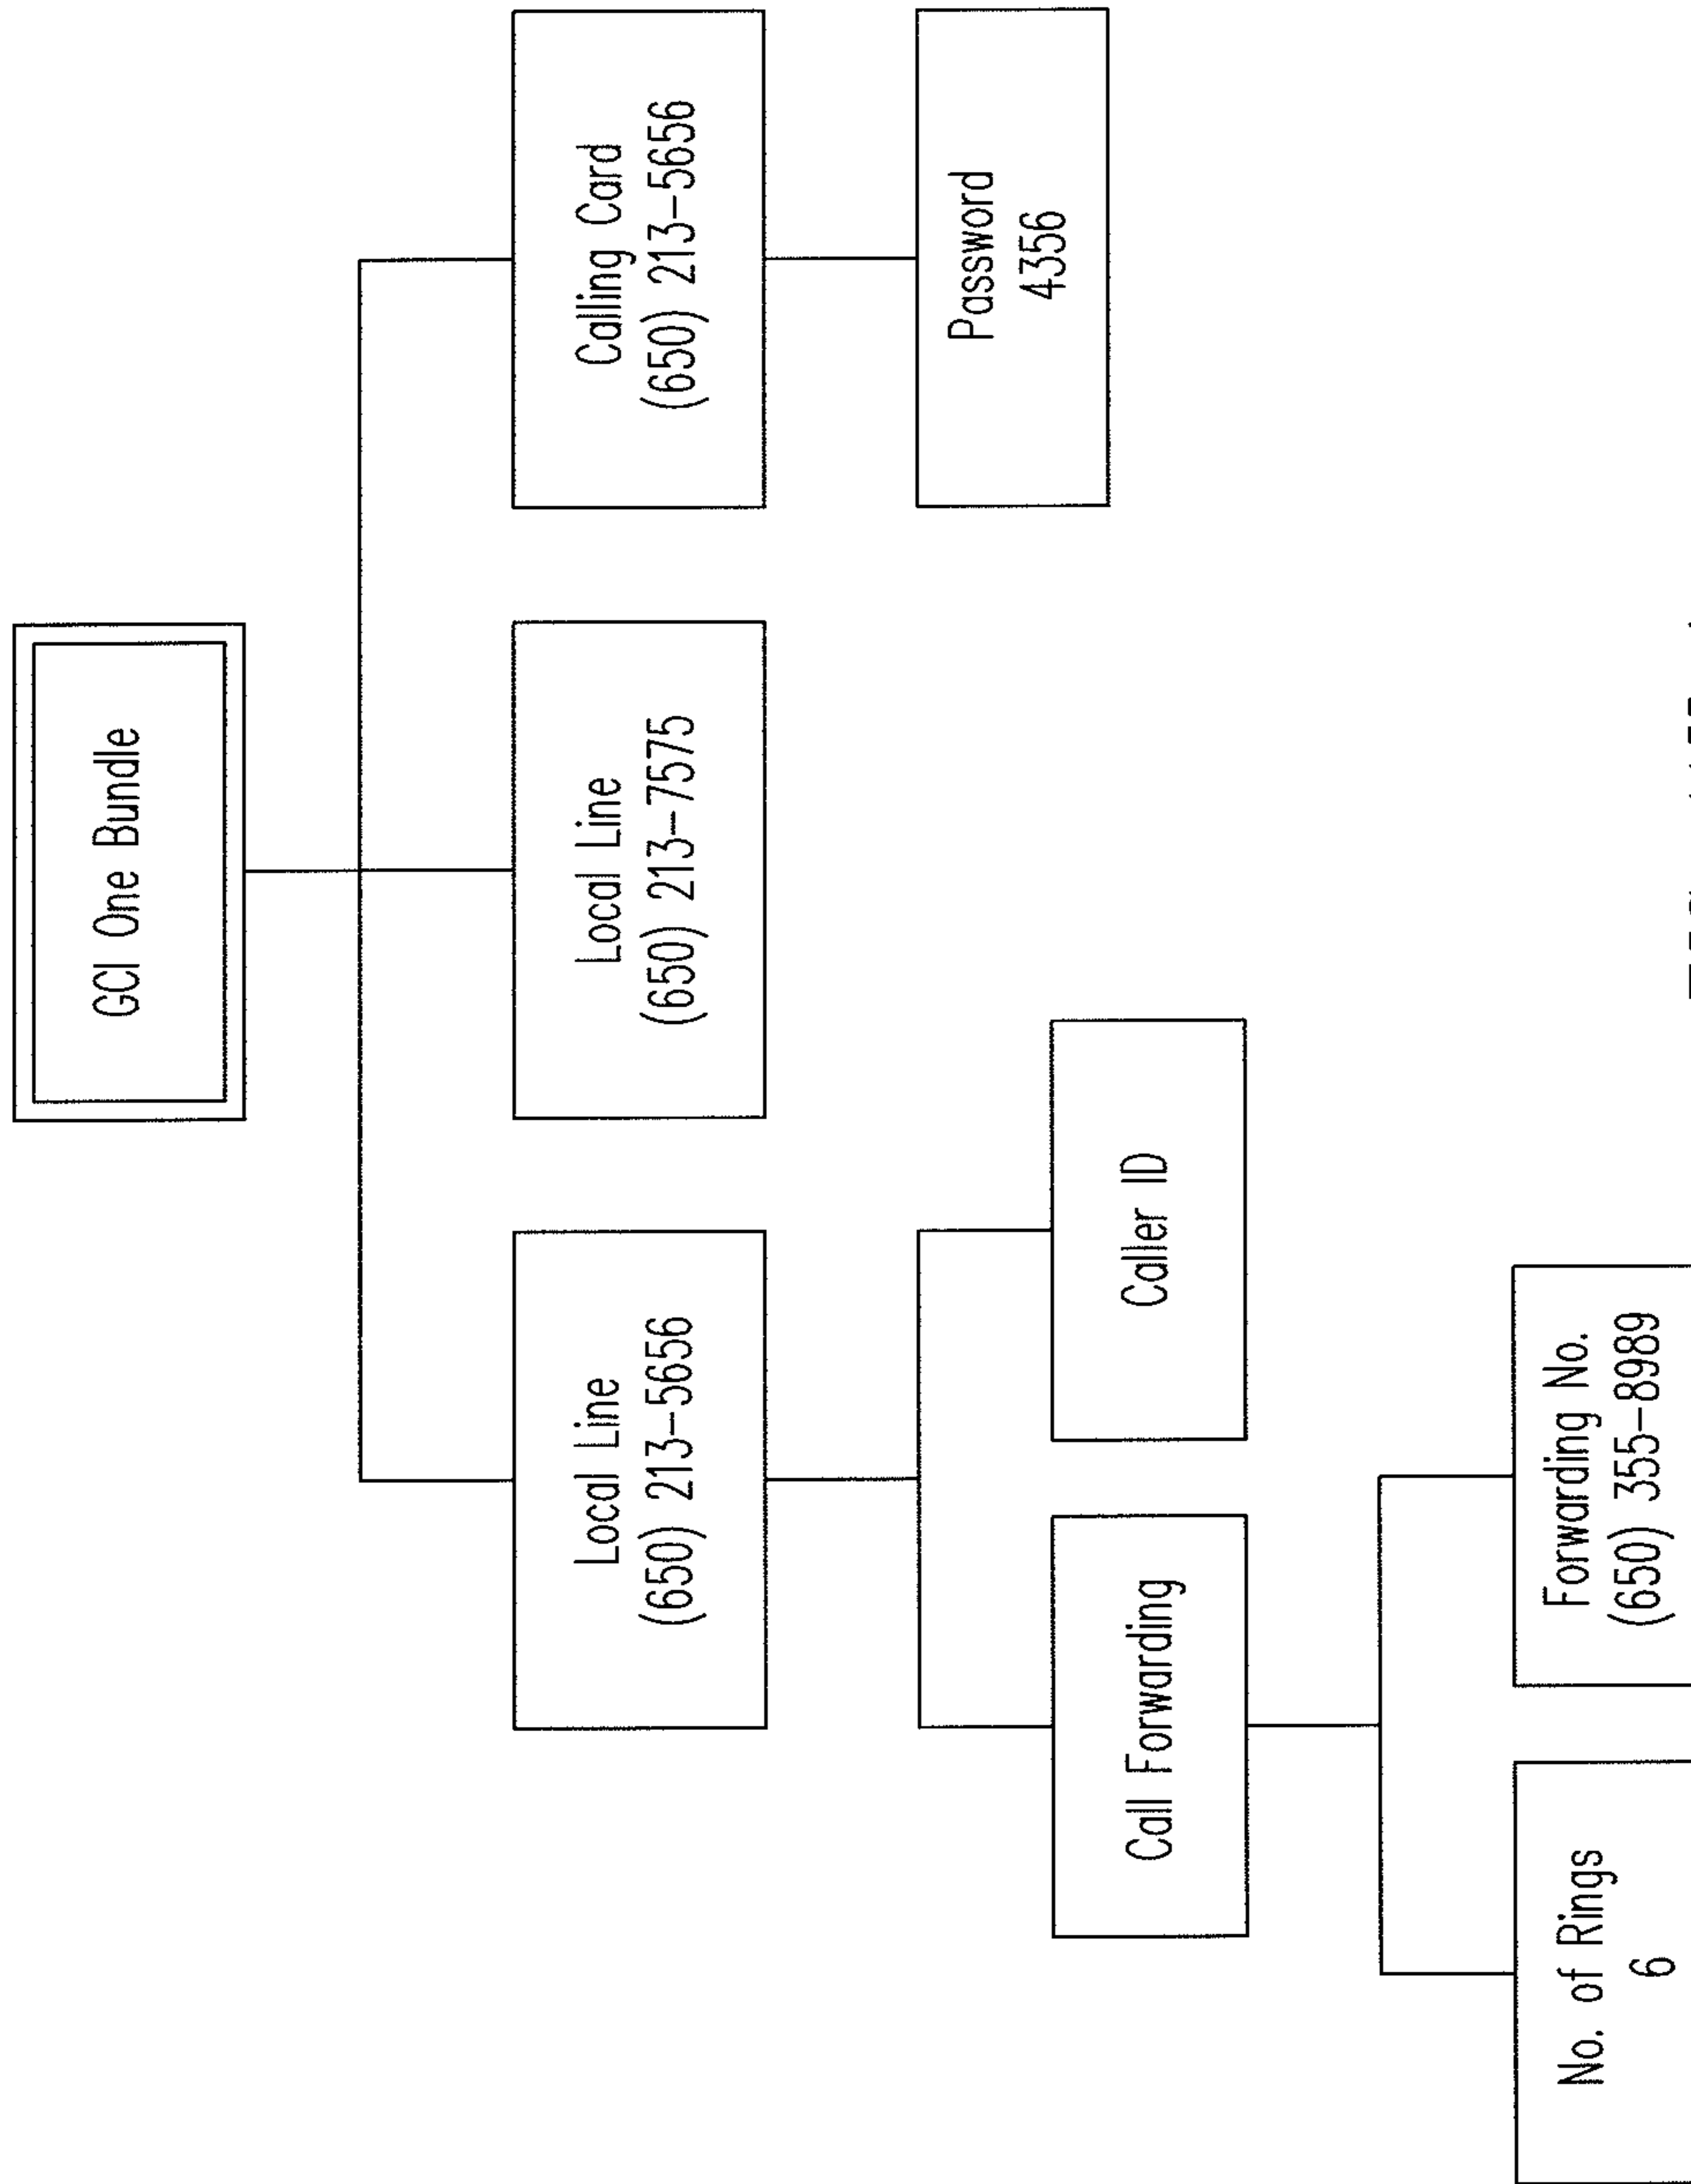 GCI One Bundle
Local Line
(650) 213-5656
Local Line
(650) 213-7575
Calling Card
(650) 213-5656
Call Forwarding
Caller ID
Password
4356
No. of Rings
6
Forwarding No.
(650) 355-8989